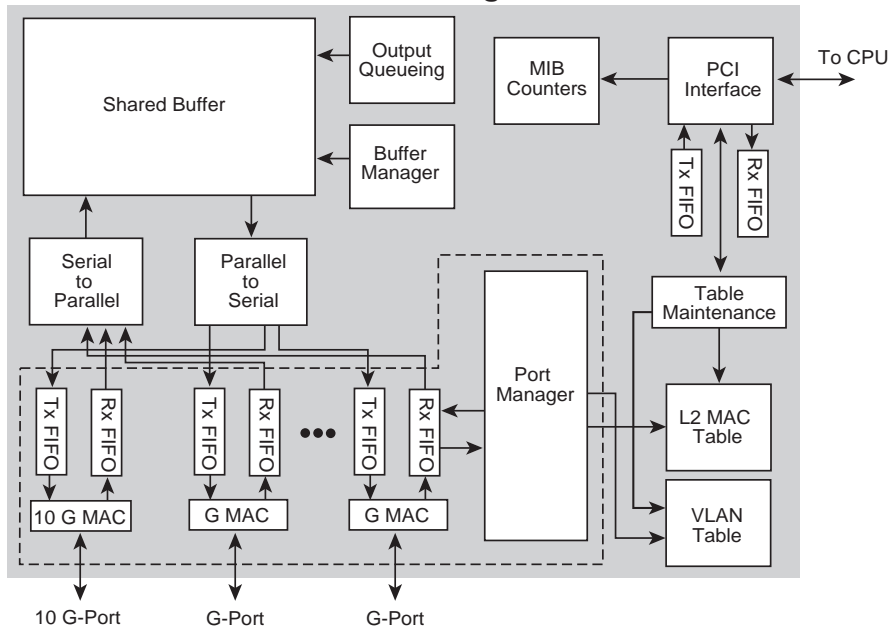 Output
Queueing
Shared Buffer
Buffer
Manager
MIB
Counters
PCI
Interface
To CPU
Tx FIFO
Rx FIFO
Serial
to
Parallel
Parallel
to
Serial
Table
Maintenance
Port
Manager
L2 MAC
Table
VLAN
Table
Tx FIFO
Rx FIFO
Tx FIFO
Rx FIFO
•••
Tx FIFO
Rx FIFO
10 G MAC
G MAC
G MAC
10 G-Port
G-Port
G-Port